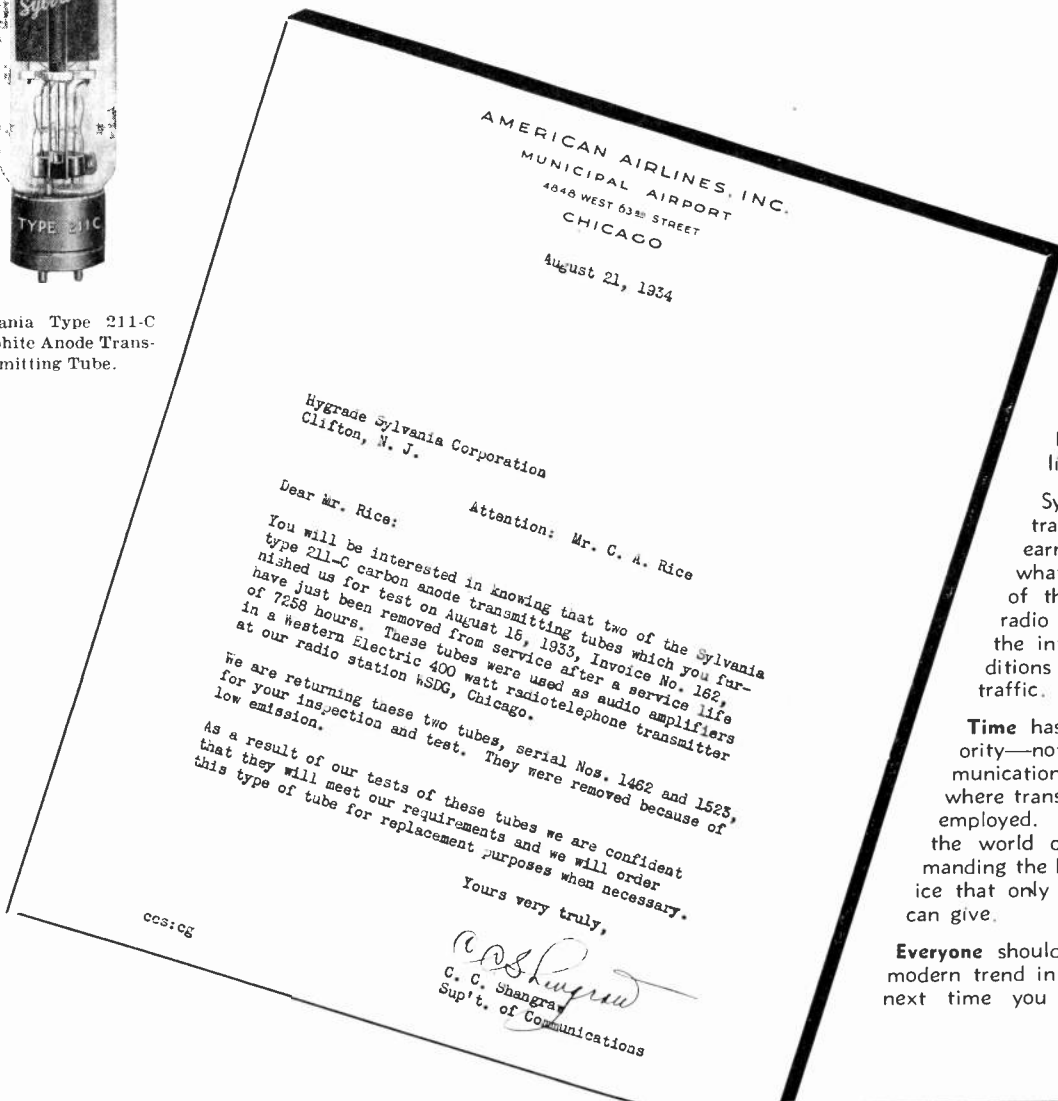 Sylva
TYPE 211C
ania Type 211-C
hite Anode Trans-
mitting Tube.
AMERICAN AIRLINES, INC.
MUNICIPAL AIRPORT
4848 WEST 63RD STREET
CHICAGO
August 21, 1934
Hygrade Sylvania Corporation
Clifton, N. J.
Attention: Mr. C. A. Rice
Dear Mr. Rice:
You will be interested in knowing that two of the Sylvania
type 211-C carbon anode transmitting tubes which you fur-
nished us for test on August 16, 1933, Invoice No. 162,
have just been removed from service after a service life
of 7258 hours. These tubes were used as audio amplifiers
in a Western Electric 400 watt radiotelephone transmitter
at our radio station WSDG, Chicago.
We are returning these two tubes, serial Nos. 1462 and 1523,
for your inspection and test. They were removed because of
low emission.
As a result of our tests of these tubes we are confident
that they will meet our requirements and we will order
this type of tube for replacement purposes when necessary.
Yours very truly,
C C Shangraw
C. C. Shangraw
Sup't. of Communications
ccs:cg
li
Sy
tra
earr
wha
of th
radio
the in
ditions
traffic.
Time has
ority—no
munication
where trans
employed.
the world o
manding the
ice that only
can give.
Everyone should
modern trend in
next time you